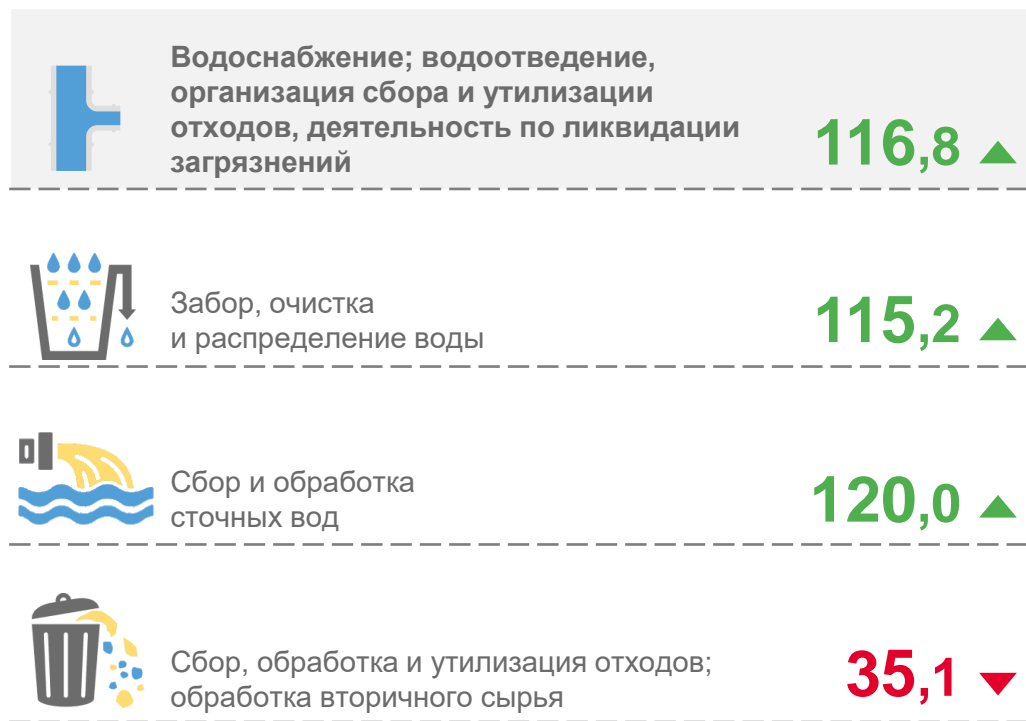 Водоснабжение; водоотведение,
организация сбора и утилизации
отходов, деятельность по ликвидации
загрязнений
116,8
Забор, очистка
и распределение воды
115,2
Сбор и обработка
сточных вод
120,0
Сбор, обработка и утилизация отходов;
обработка вторичного сырья
35,1